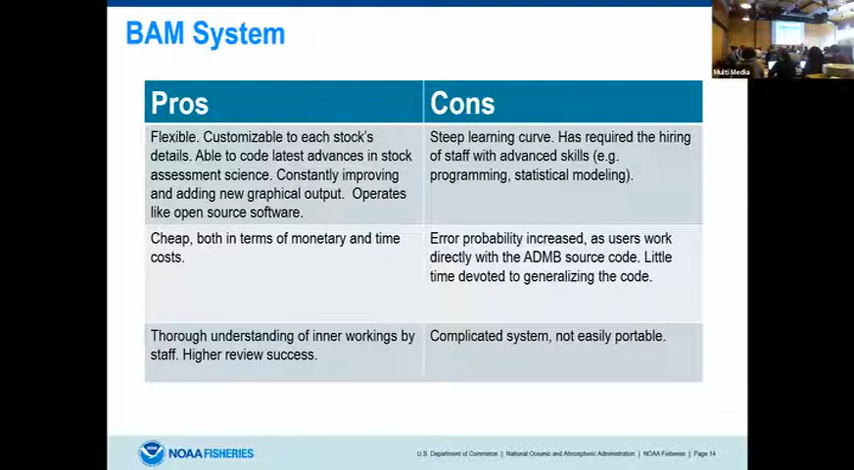 BAM System
Multi Media
Pros
Cons
Flexible. Customizable to each stock's
details. Able to code latest advances in stock
assessment science. Constantly improving
and adding new graphical output. Operates
like open source software.
Steep learning curve. Has required the hiring
of staff with advanced skills (e.g.
programming, statistical modeling).
Cheap, both in terms of monetary and time
costs.
Error probability increased, as users work
directly with the ADMB source code. Little
time devoted to generalizing the code.
Thorough understanding of inner workings by
staff. Higher review success.
Complicated system, not easily portable.
NOAA FISHERIES
U.S. Department of Commerce | National Oceanic and Atmospheric Administration | NOAA Fisheries | Page 14